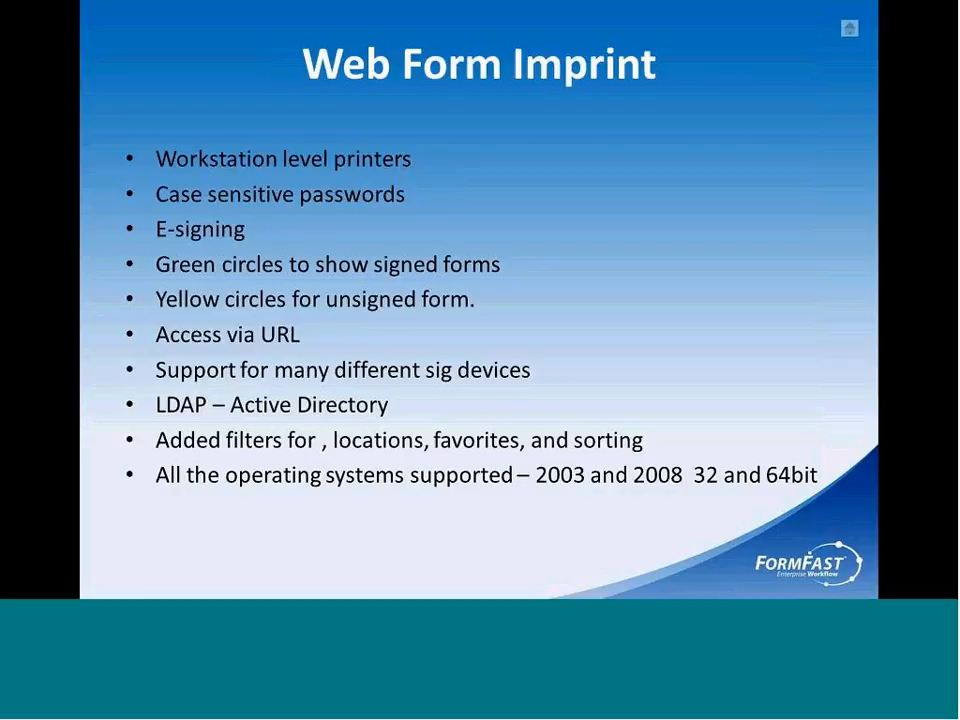 Web Form Imprint
• Workstation level printers
• Case sensitive passwords
• E-signing
• Green circles to show signed forms
• Yellow circles for unsigned form.
• Access via URL
• Support for many different sig devices
• LDAP – Active Directory
• Added filters for , locations, favorites, and sorting
• All the operating systems supported – 2003 and 2008  32 and 64bit
FORMFAST
Enterprise Workflow